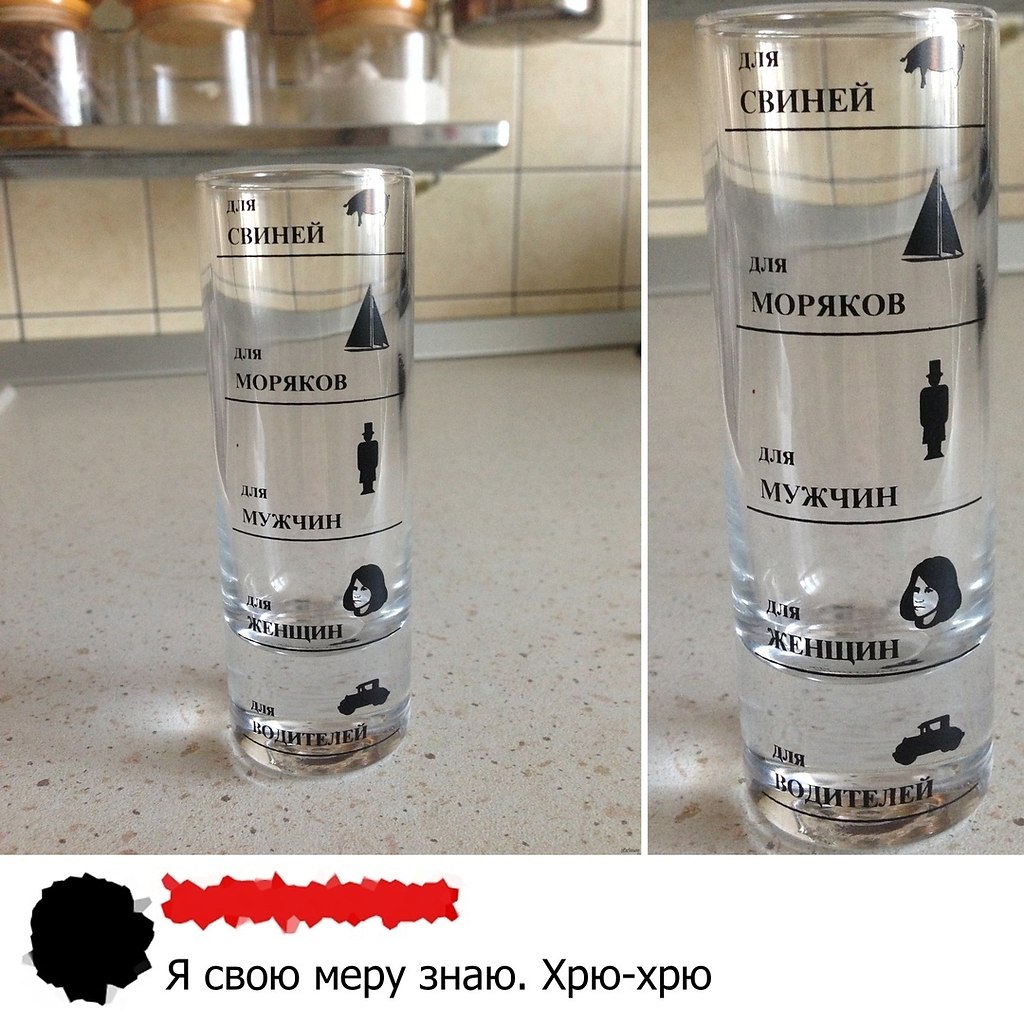 для
СВИНЕЙ
для
МОРЯКОВ
для
МУЖЧИН
для
ЖЕНЩИН
для
ВОДИТЕЛЕЙ
для
СВИНЕЙ
для
МОРЯКОВ
для
МУЖЧИН
для
ЖЕНЩИН
для
ВОДИТЕЛЕЙ
Я свою меру знаю. Хрю-хрю